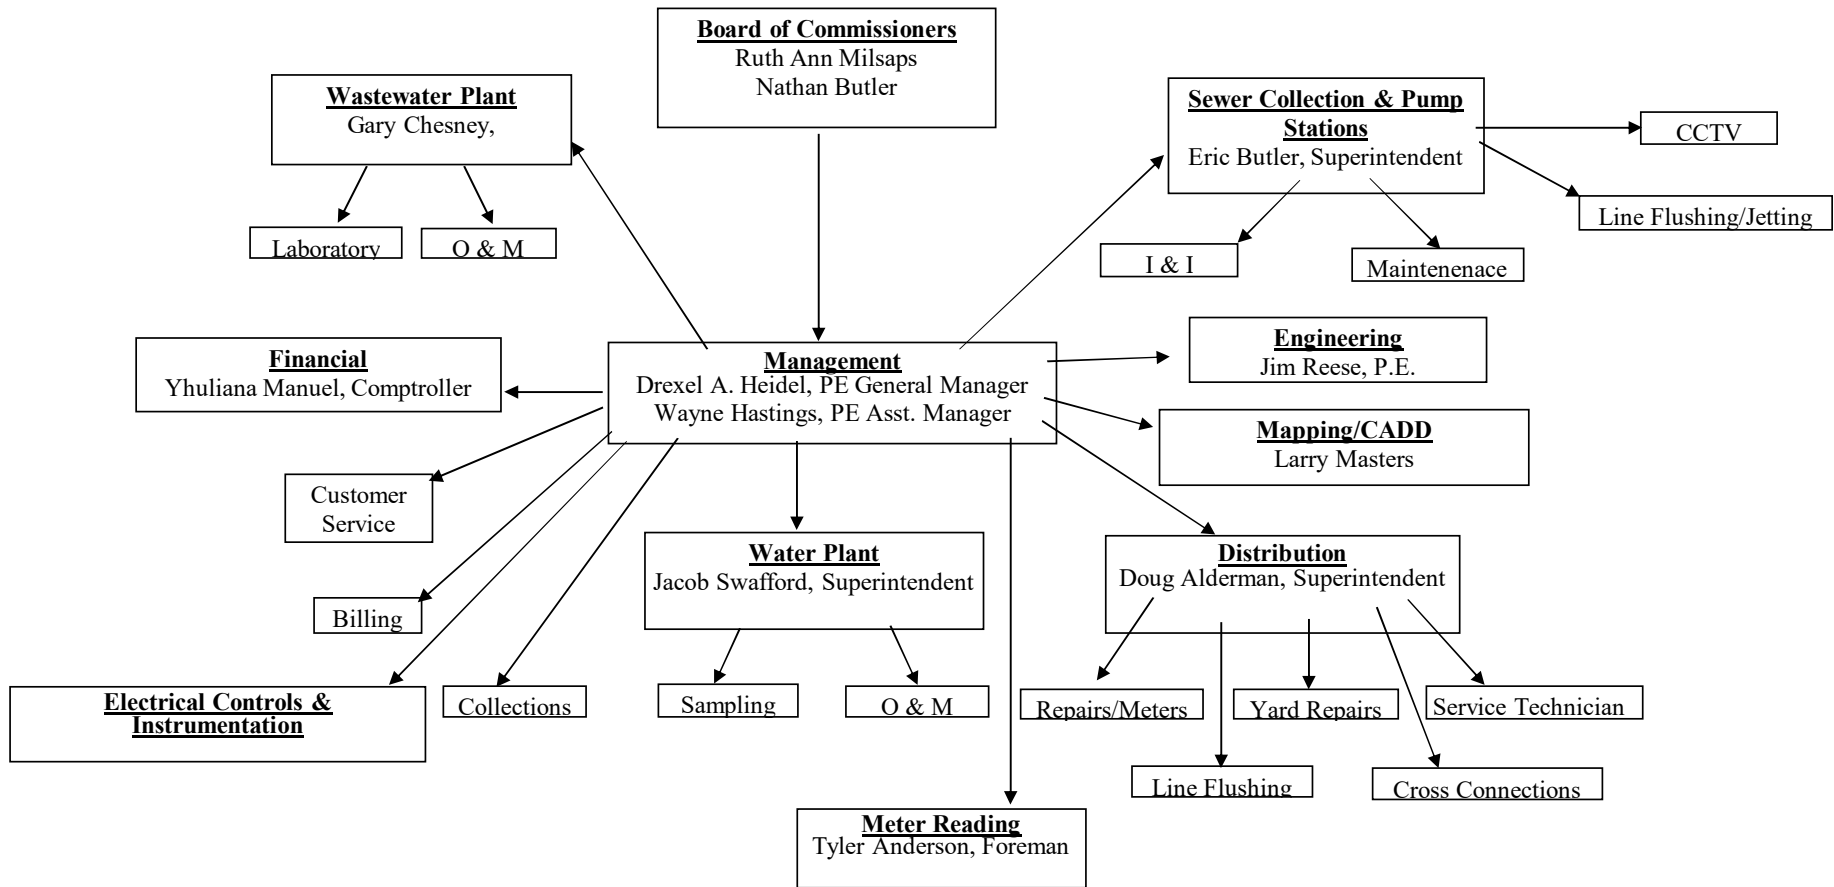 Board of Commissioners
Ruth Ann Milsaps
Nathan Butler
Wastewater Plant
Gary Chesney,
Laboratory
O & M
Sewer Collection & Pump
Stations
Eric Butler, Superintendent
CCTV
Line Flushing/Jetting
I & I
Maintenenace
Financial
Yhuliana Manuel, Comptroller
Management
Drexel A. Heidel, PE General Manager
Wayne Hastings, PE Asst. Manager
Engineering
Jim Reese, P.E.
Mapping/CADD
Larry Masters
Customer
Service
Billing
Electrical Controls &
Instrumentation
Collections
Water Plant
Jacob Swafford, Superintendent
Sampling
O & M
Distribution
Doug Alderman, Superintendent
Repairs/Meters
Yard Repairs
Service Technician
Line Flushing
Cross Connections
Meter Reading
Tyler Anderson, Foreman